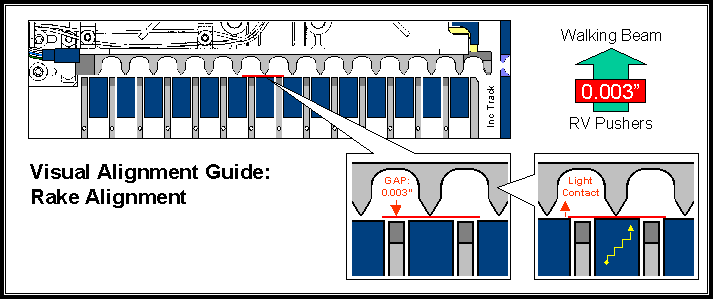 Walking Beam
0.003"
RV Pushers
Inc Track
Visual Alignment Guide:
Rake Alignment
GAP:
0.003"
Light
Contact